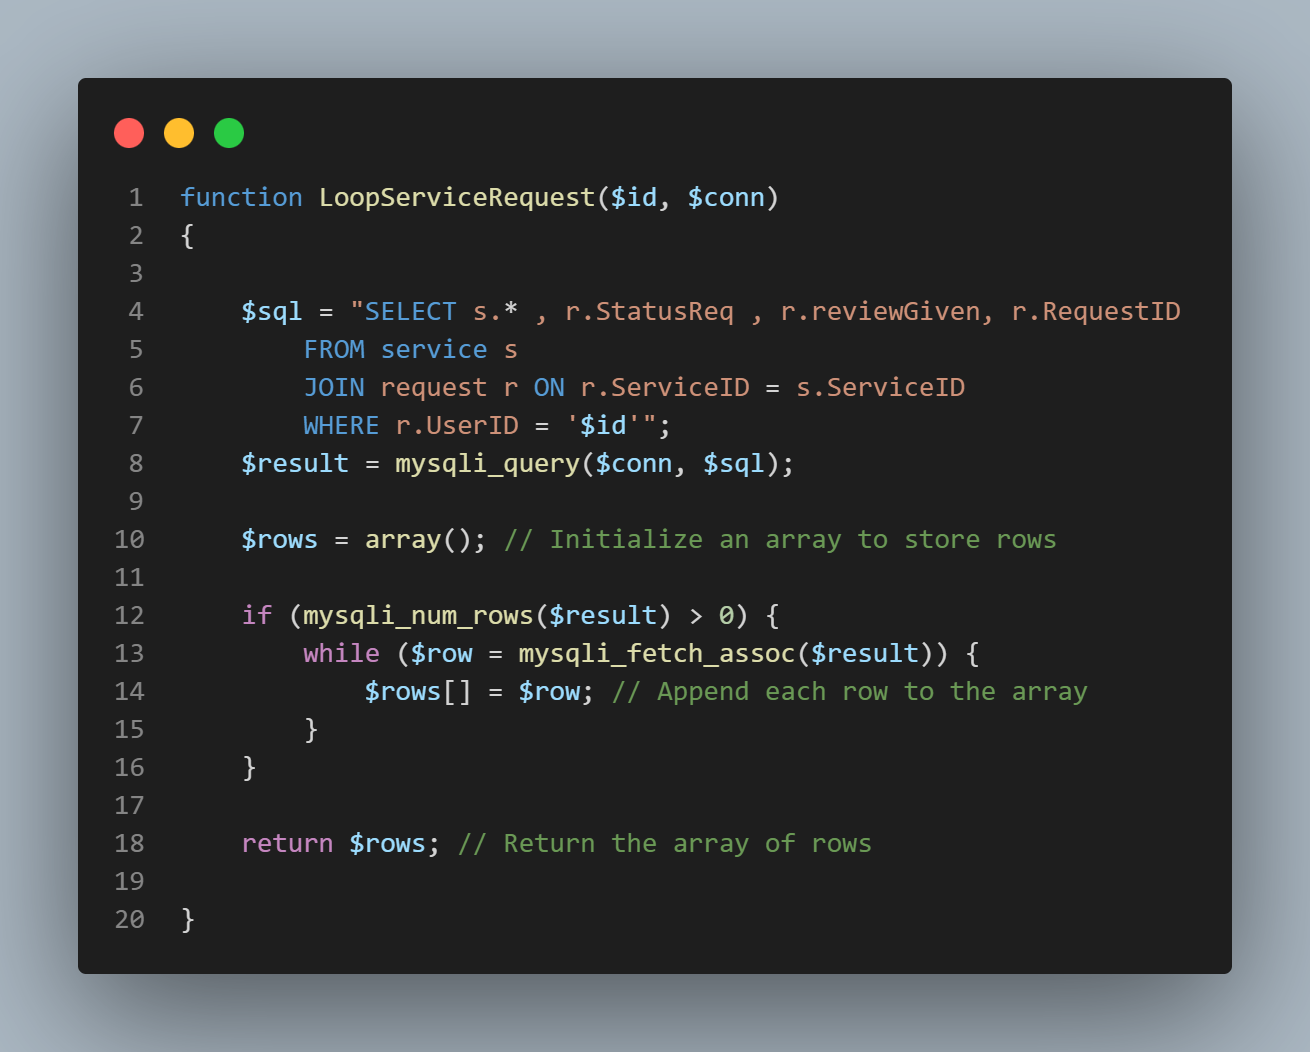 1 function LoopServiceRequest($id, $conn)
2 {
3
4     $sql = "SELECT s.* , r.StatusReq , r.reviewGiven, r.RequestID
5         FROM service s
6         JOIN request r ON r.ServiceID = s.ServiceID
7         WHERE r.UserID = '$id'";
8     $result = mysqli_query($conn, $sql);
9
10     $rows = array(); // Initialize an array to store rows
11
12     if (mysqli_num_rows($result) > 0) {
13         while ($row = mysqli_fetch_assoc($result)) {
14             $rows[] = $row; // Append each row to the array
15         }
16     }
17
18     return $rows; // Return the array of rows
19
20 }